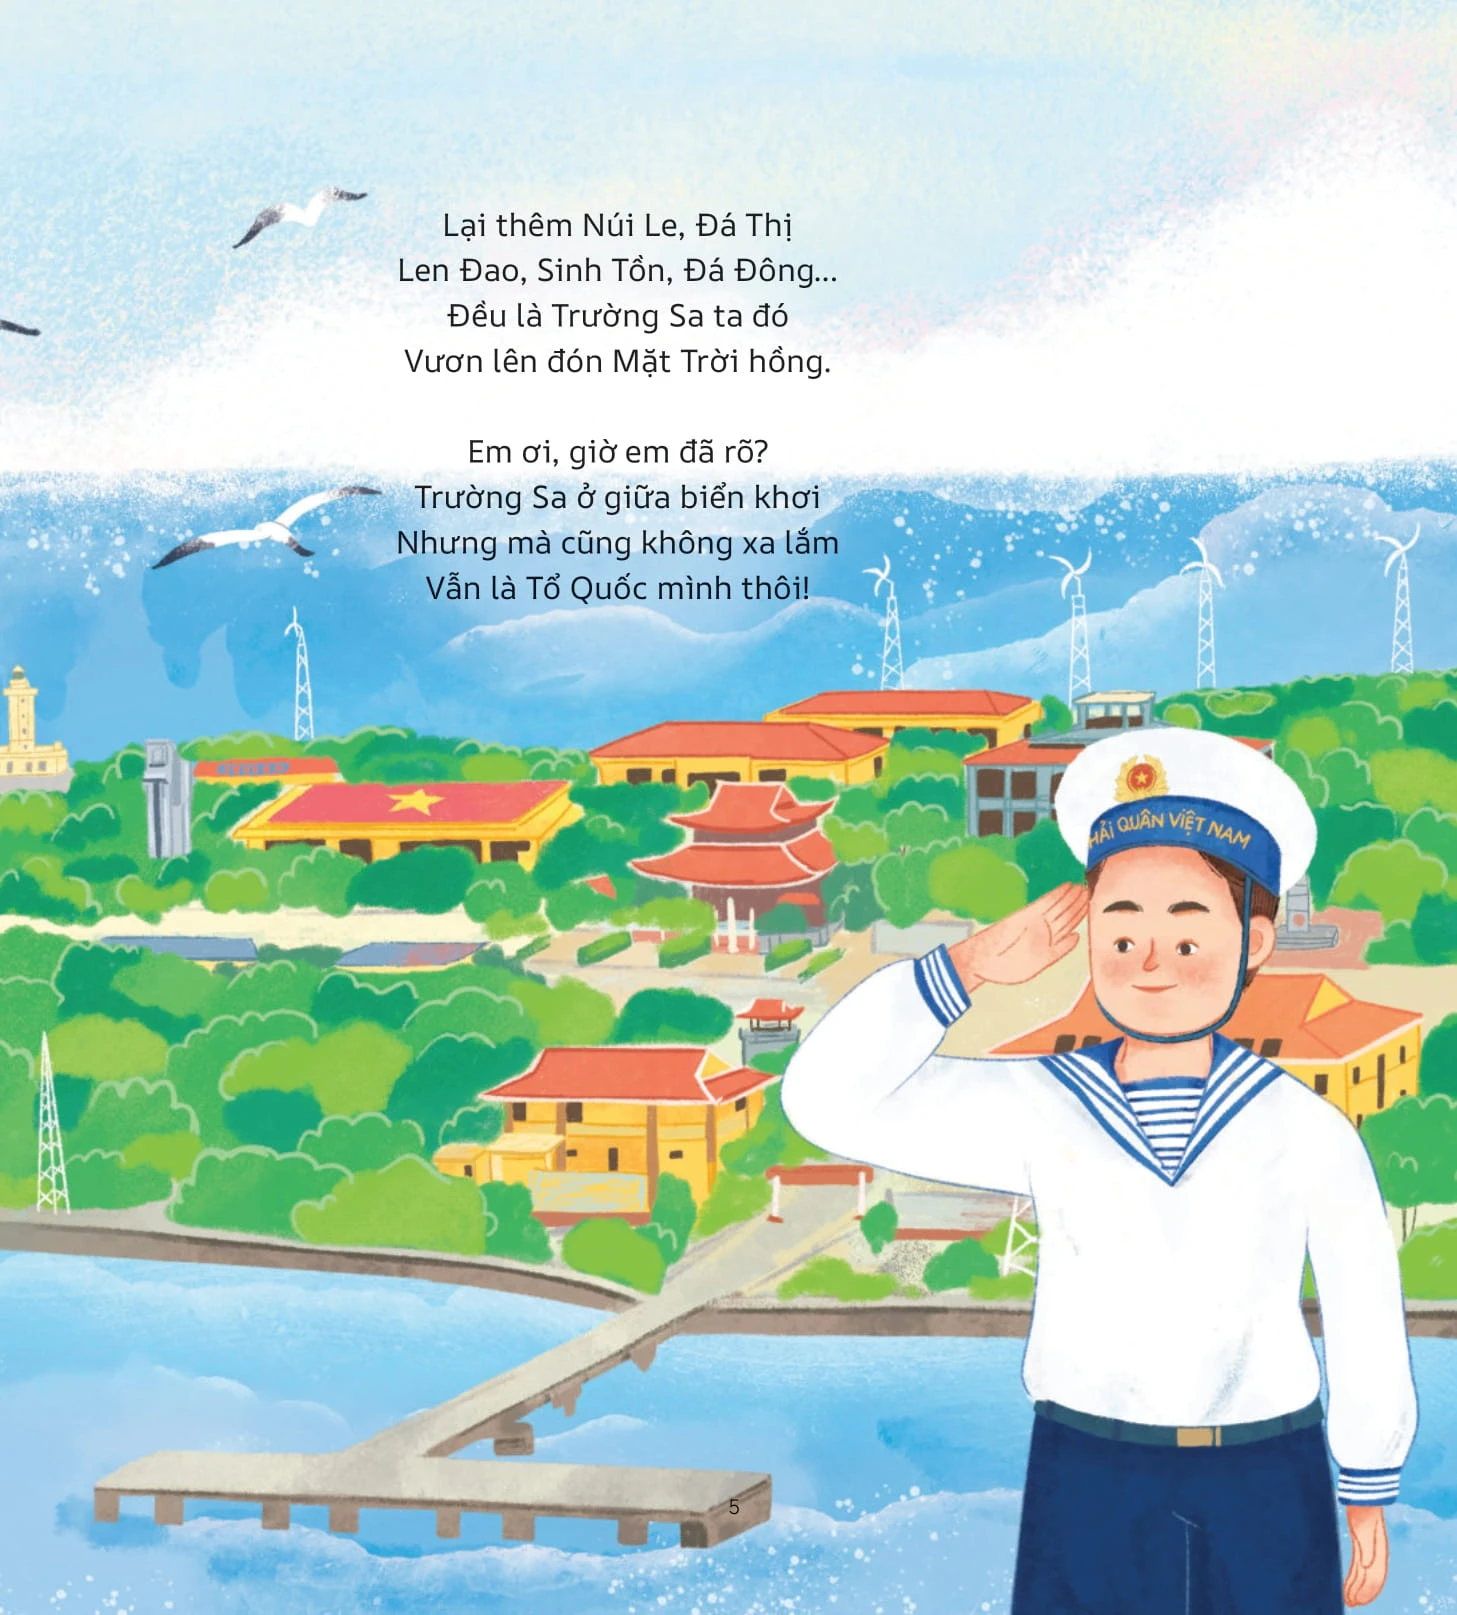 Lại thêm Núi Le, Đá Thị
Len Đao, Sinh Tồn, Đá Đông...
Đều là Trường Sa ta đó
Vươn lên đón Mặt Trời hồng.
Em ơi, giờ em đã rõ?
Trường Sa ở giữa biển khơi
Nhưng mà cũng không xa lắm
Vẫn là Tổ Quốc mình thôi!
HẢI QUÂN VIỆT NAM
5